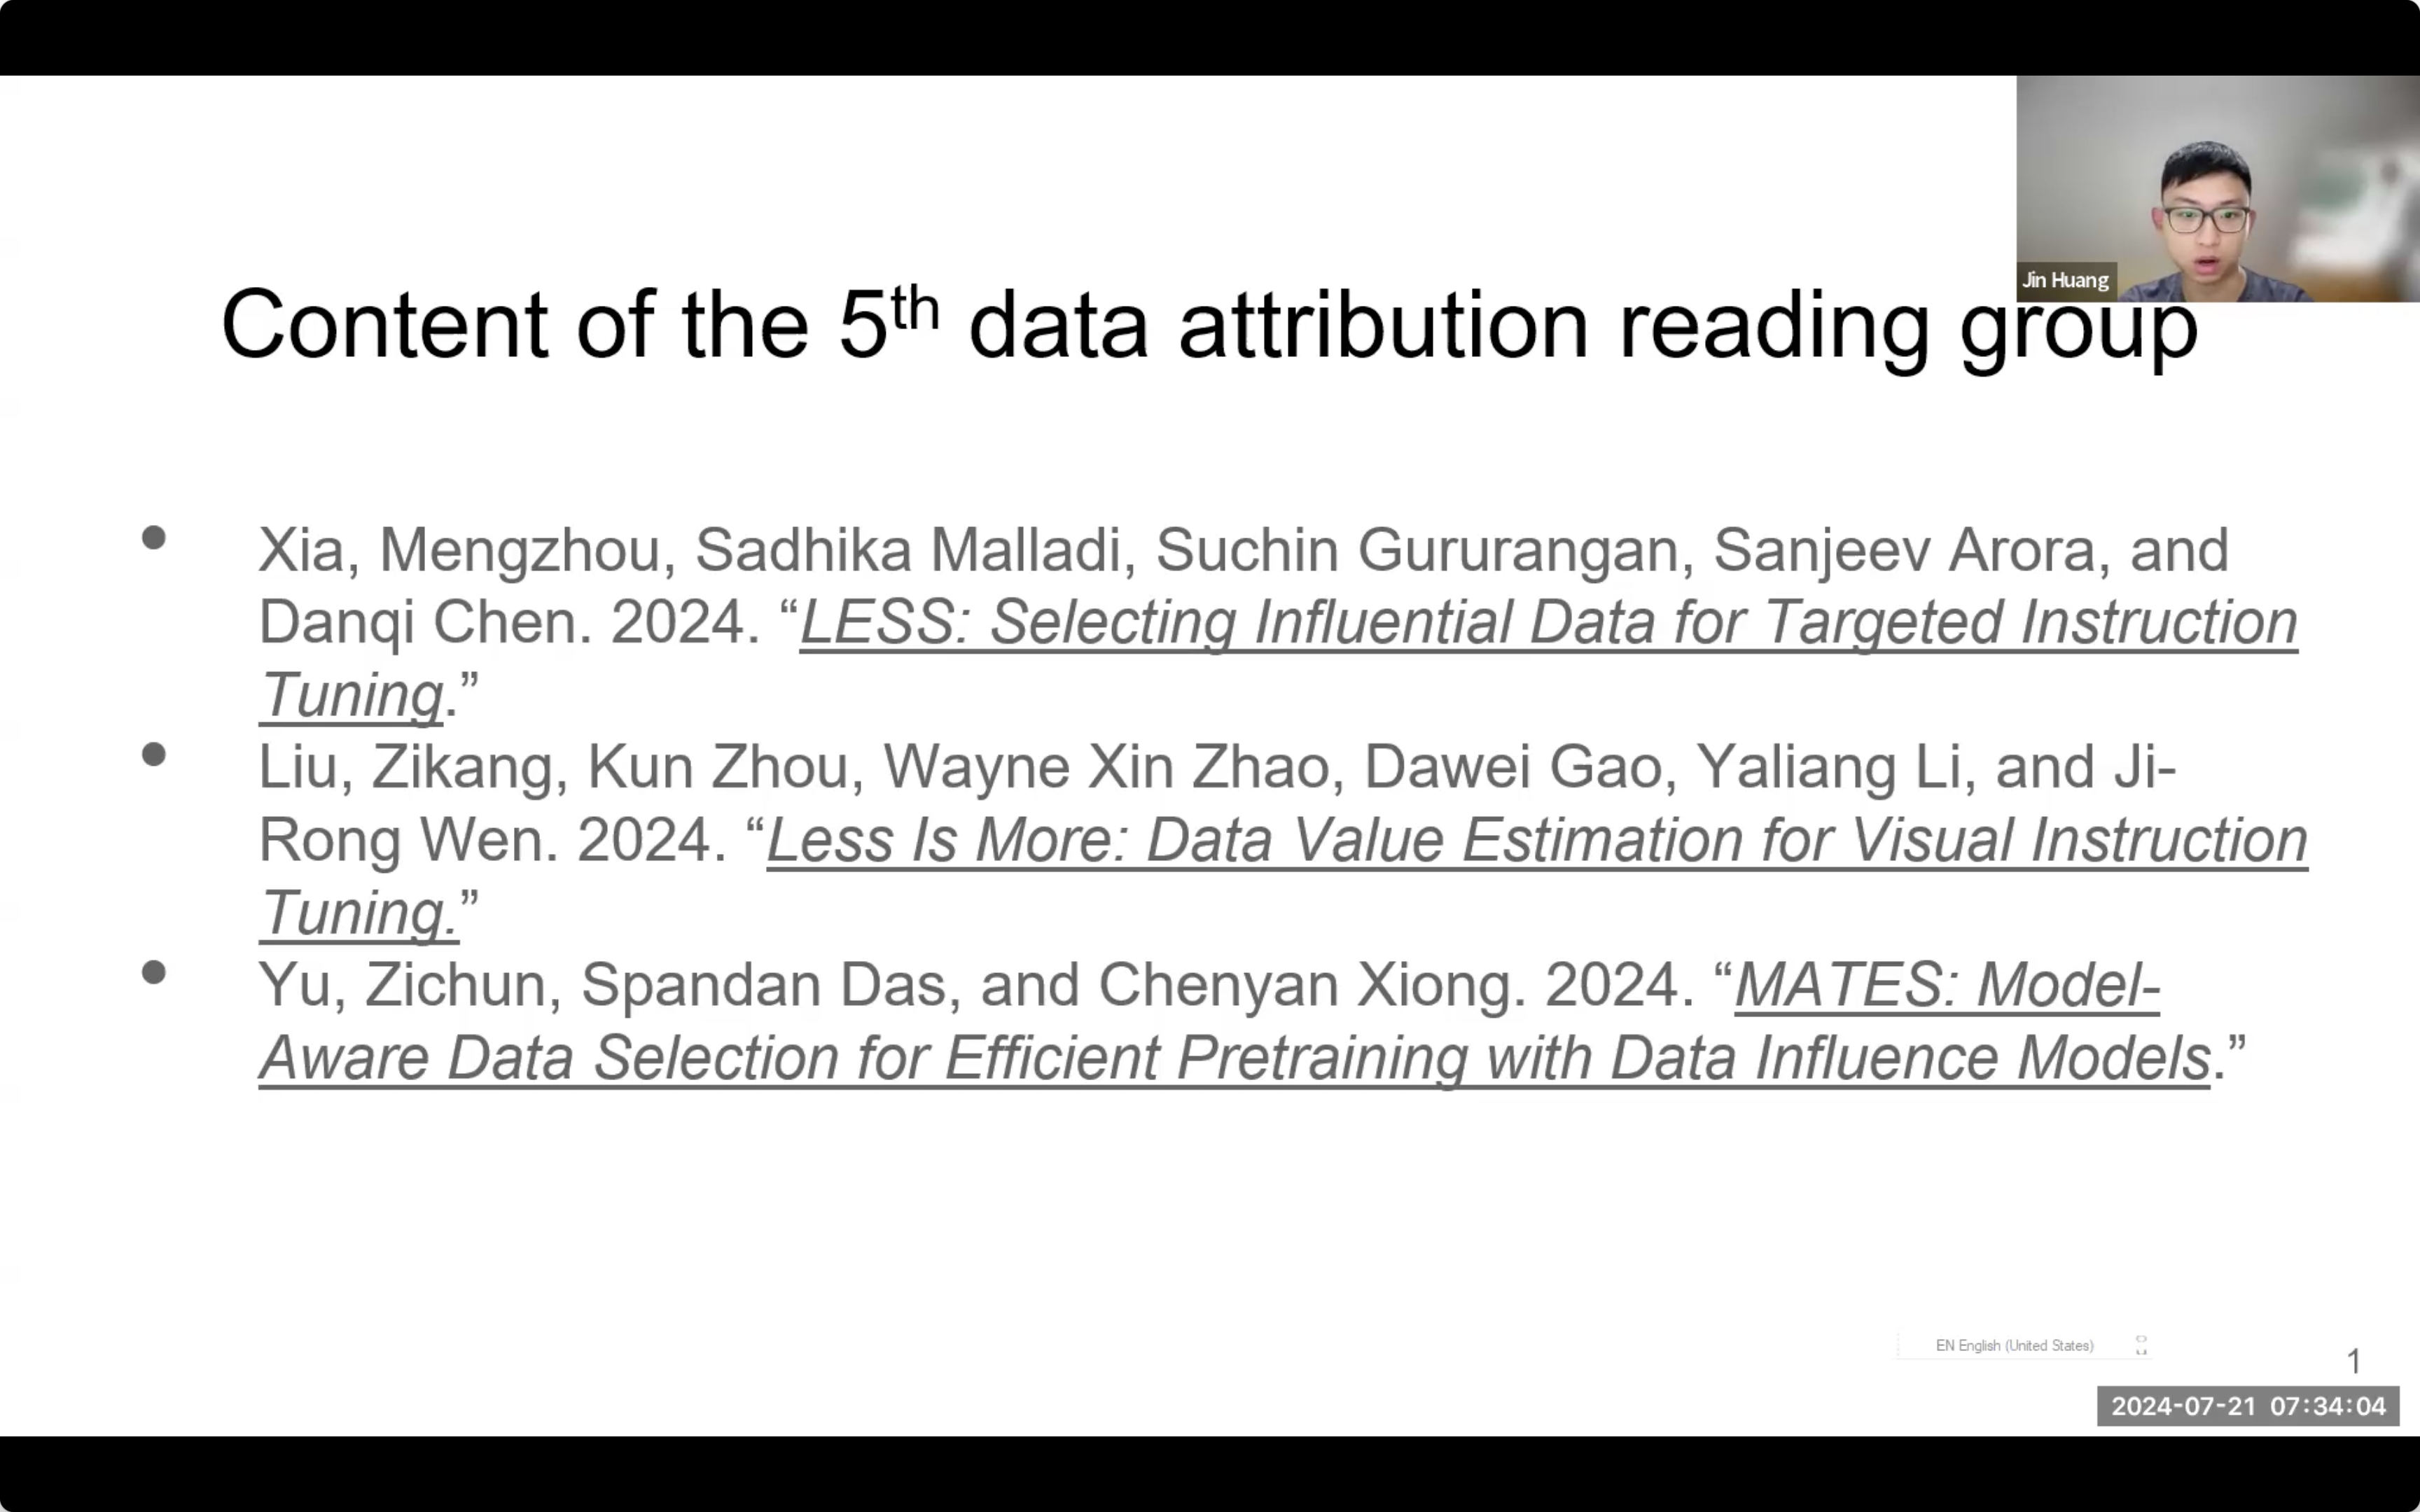 Jin Huang
Content of the 5th data attribution reading group
• Xia, Mengzhou, Sadhika Malladi, Suchin Gururangan, Sanjeev Arora, and
Danqi Chen. 2024. “LESS: Selecting Influential Data for Targeted Instruction
Tuning.”
• Liu, Zikang, Kun Zhou, Wayne Xin Zhao, Dawei Gao, Yaliang Li, and Ji-
Rong Wen. 2024. “Less Is More: Data Value Estimation for Visual Instruction
Tuning.”
• Yu, Zichun, Spandan Das, and Chenyan Xiong. 2024. “MATES: Model-
Aware Data Selection for Efficient Pretraining with Data Influence Models.”
EN English (United States)
1
2024-07-21 07:34:04